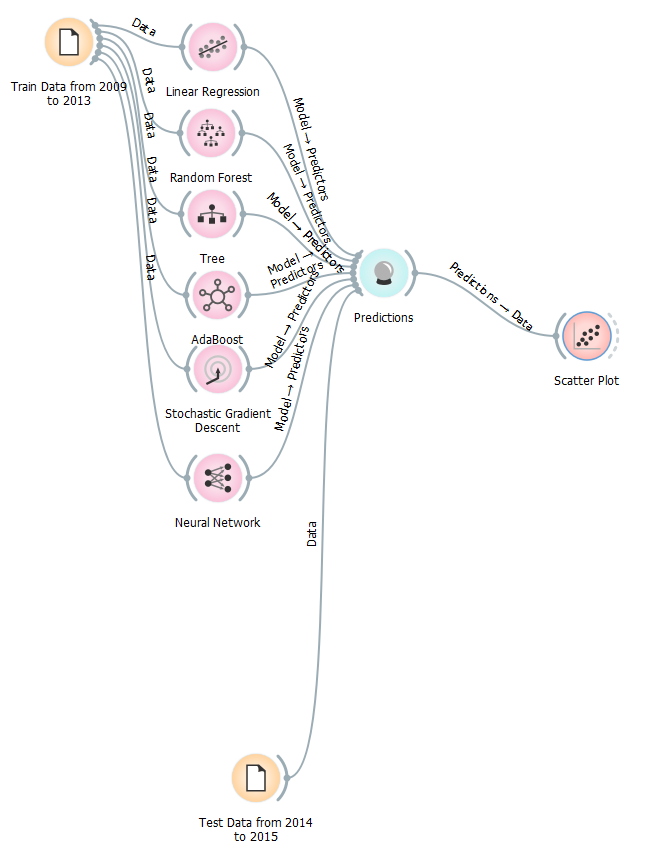 Data
Train Data from 2009
to 2013
Linear Regression
Data
Model → Predictors
Data
Model → Predictors
Random Forest
Data
Model → Predictors
Data
Tree
Model →
Predictors
Data
AdaBoost
Model → Predictors
Stochastic Gradient
Descent
Model → Predictors
Neural Network
Predictions
Predictions → Data
Scatter Plot
Data
Test Data from 2014
to 2015